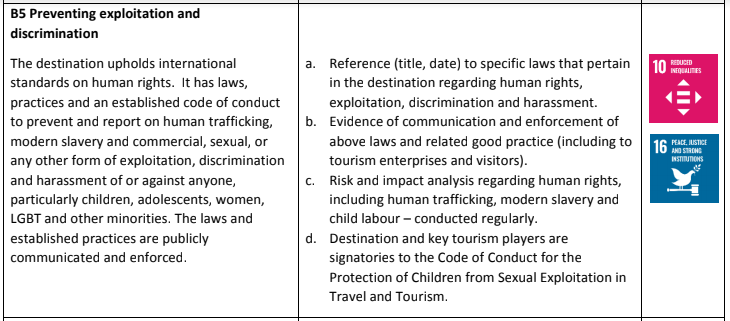 B5 Preventing exploitation and
discrimination
The destination upholds international
standards on human rights.  It has laws,
practices and an established code of conduct
to prevent and report on human trafficking,
modern slavery and commercial, sexual, or
any other form of exploitation, discrimination
and harassment of or against anyone,
particularly children, adolescents, women,
LGBT and other minorities. The laws and
established practices are publicly
communicated and enforced.
a. Reference (title, date) to specific laws that pertain
in the destination regarding human rights,
exploitation, discrimination and harassment.
b. Evidence of communication and enforcement of
above laws and related good practice (including to
tourism enterprises and visitors).
c. Risk and impact analysis regarding human rights,
including human trafficking, modern slavery and
child labour – conducted regularly.
d. Destination and key tourism players are
signatories to the Code of Conduct for the
Protection of Children from Sexual Exploitation in
Travel and Tourism.
10 REDUCED
INEQUALITIES
16 PEACE, JUSTICE
AND STRONG
INSTITUTIONS